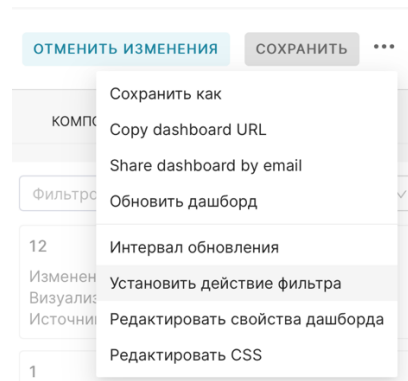 ОТМЕНИТЬ ИЗМЕНЕНИЯ СОХРАНИТЬ •••
Сохранить как
Copy dashboard URL
Share dashboard by email
Обновить дашборд
12
Интервал обновления
Установить действие фильтра
Редактировать свойства дашборда
Редактировать CSS
1